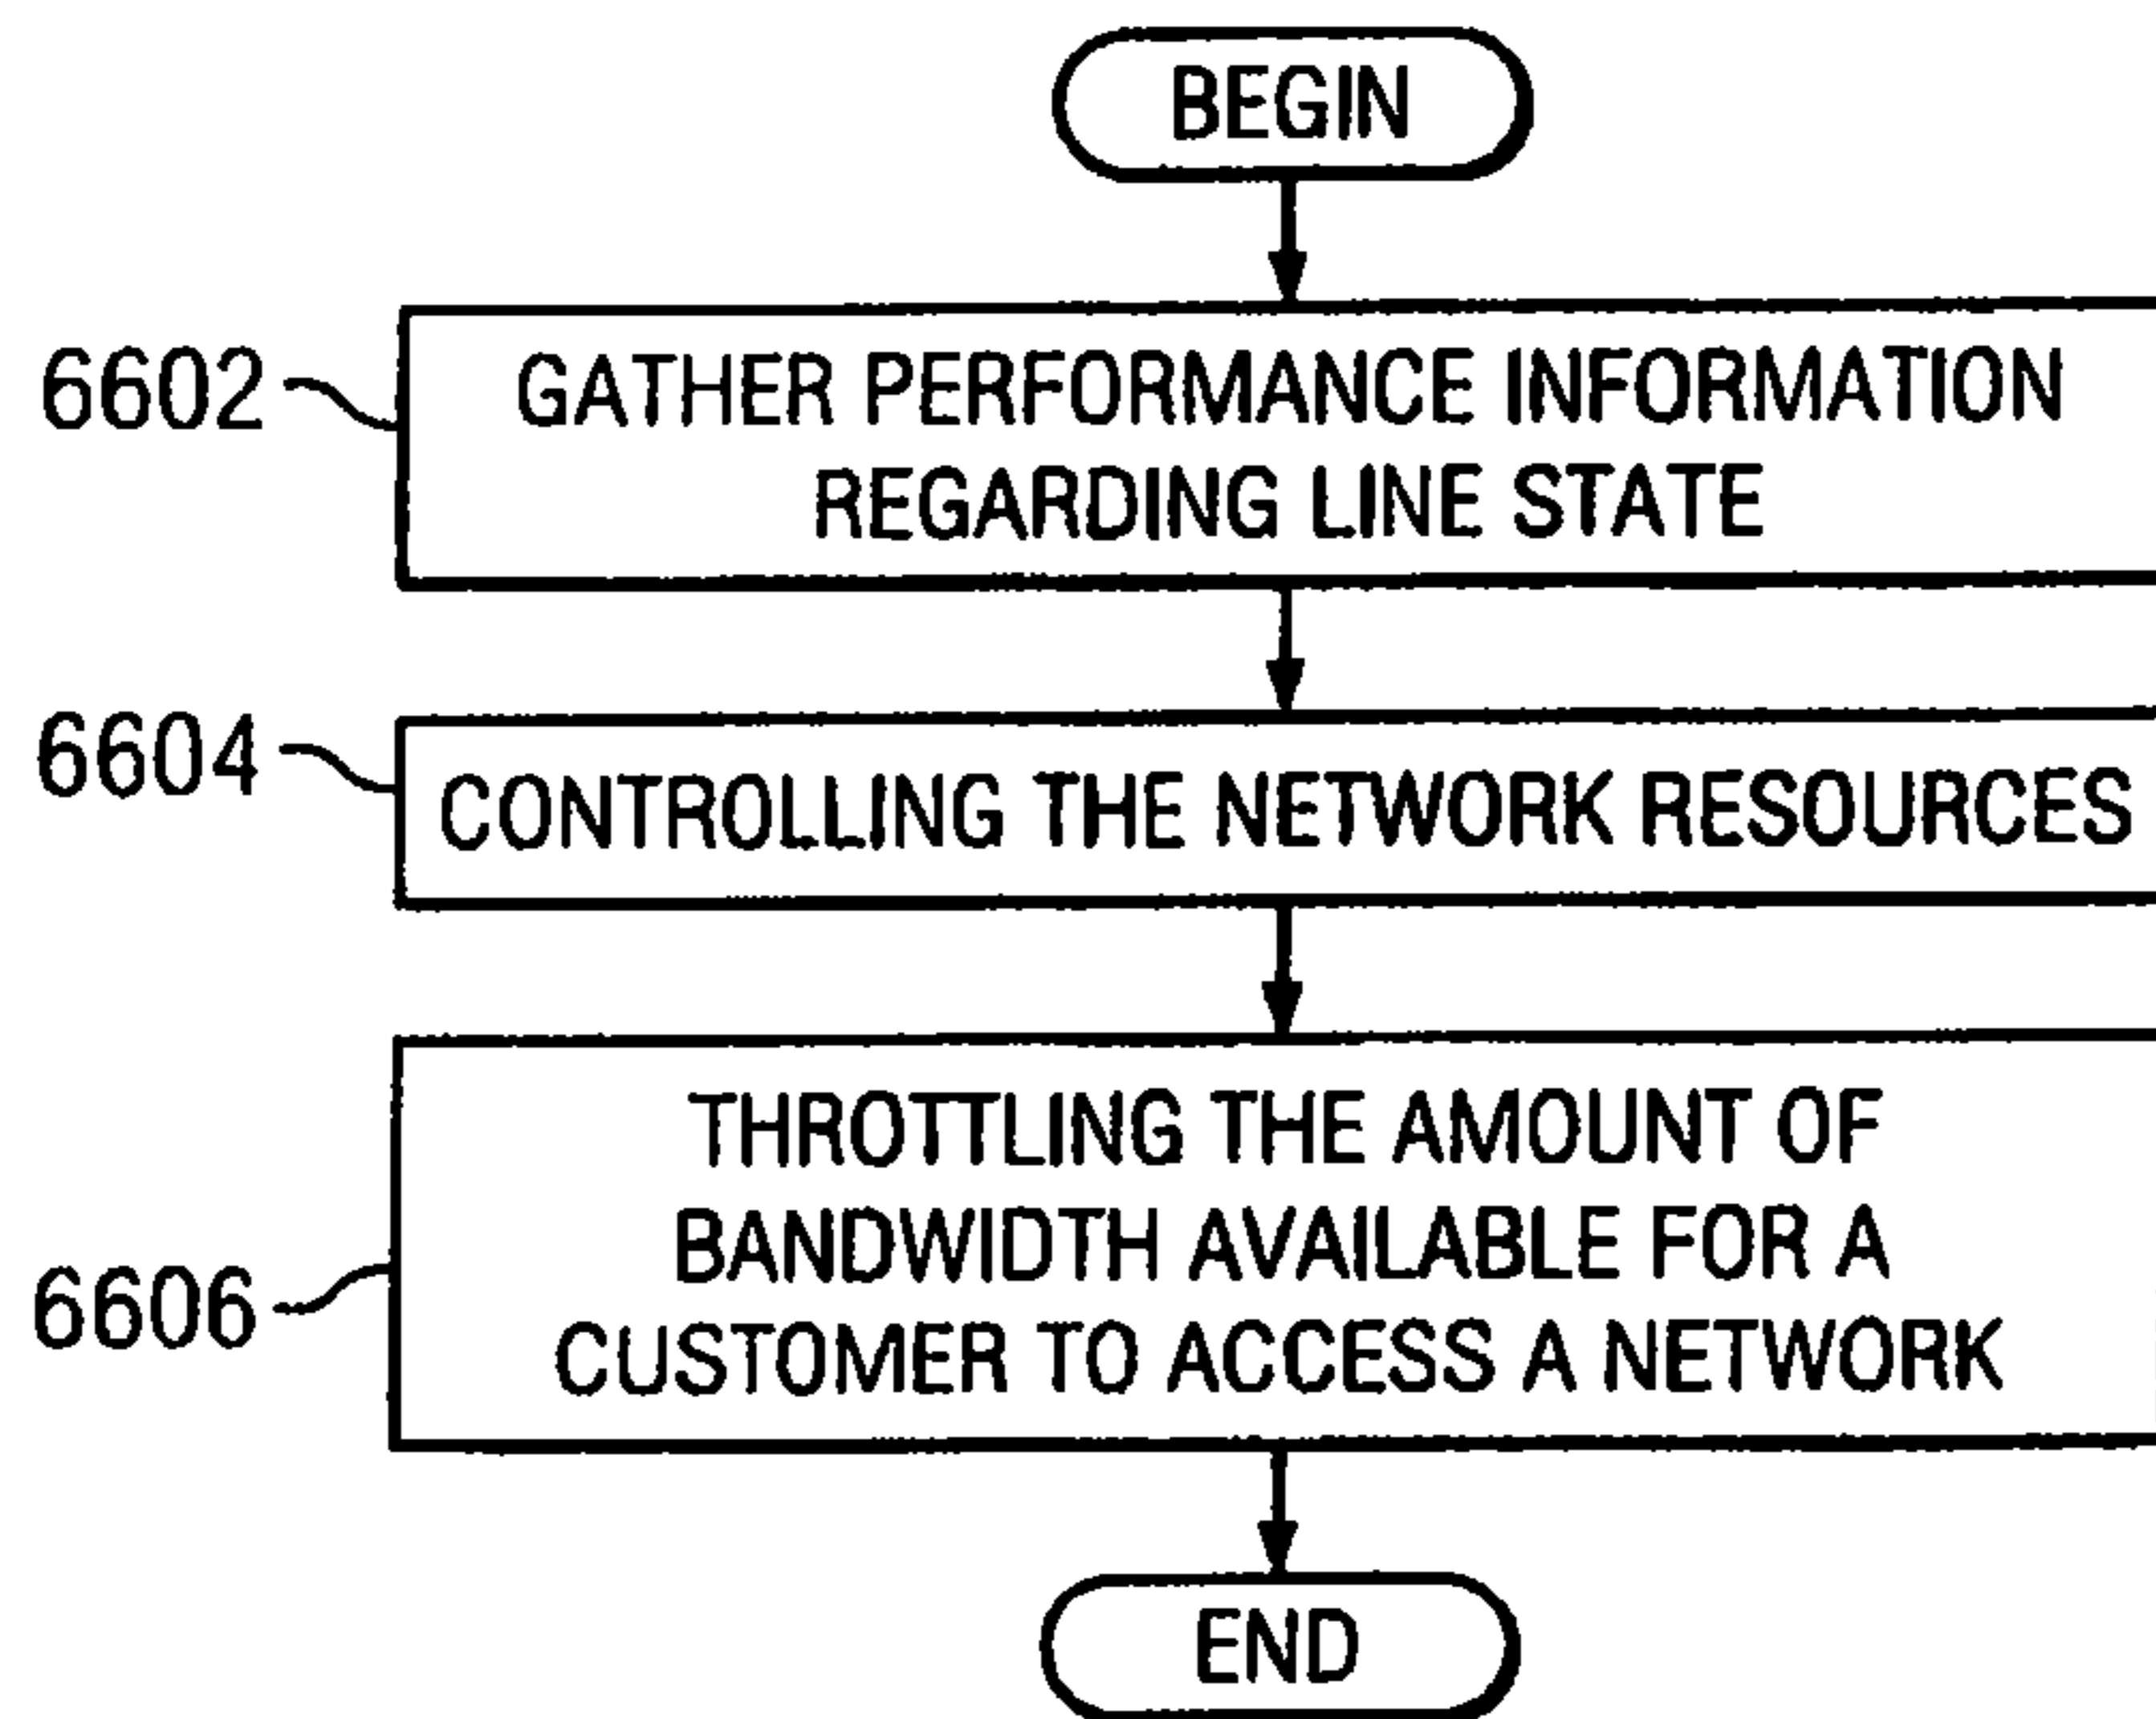 BEGIN
6602
GATHER PERFORMANCE INFORMATION
REGARDING LINE STATE
6604
CONTROLLING THE NETWORK RESOURCES
6606
THROTTLING THE AMOUNT OF
BANDWIDTH AVAILABLE FOR A
CUSTOMER TO ACCESS A NETWORK
END